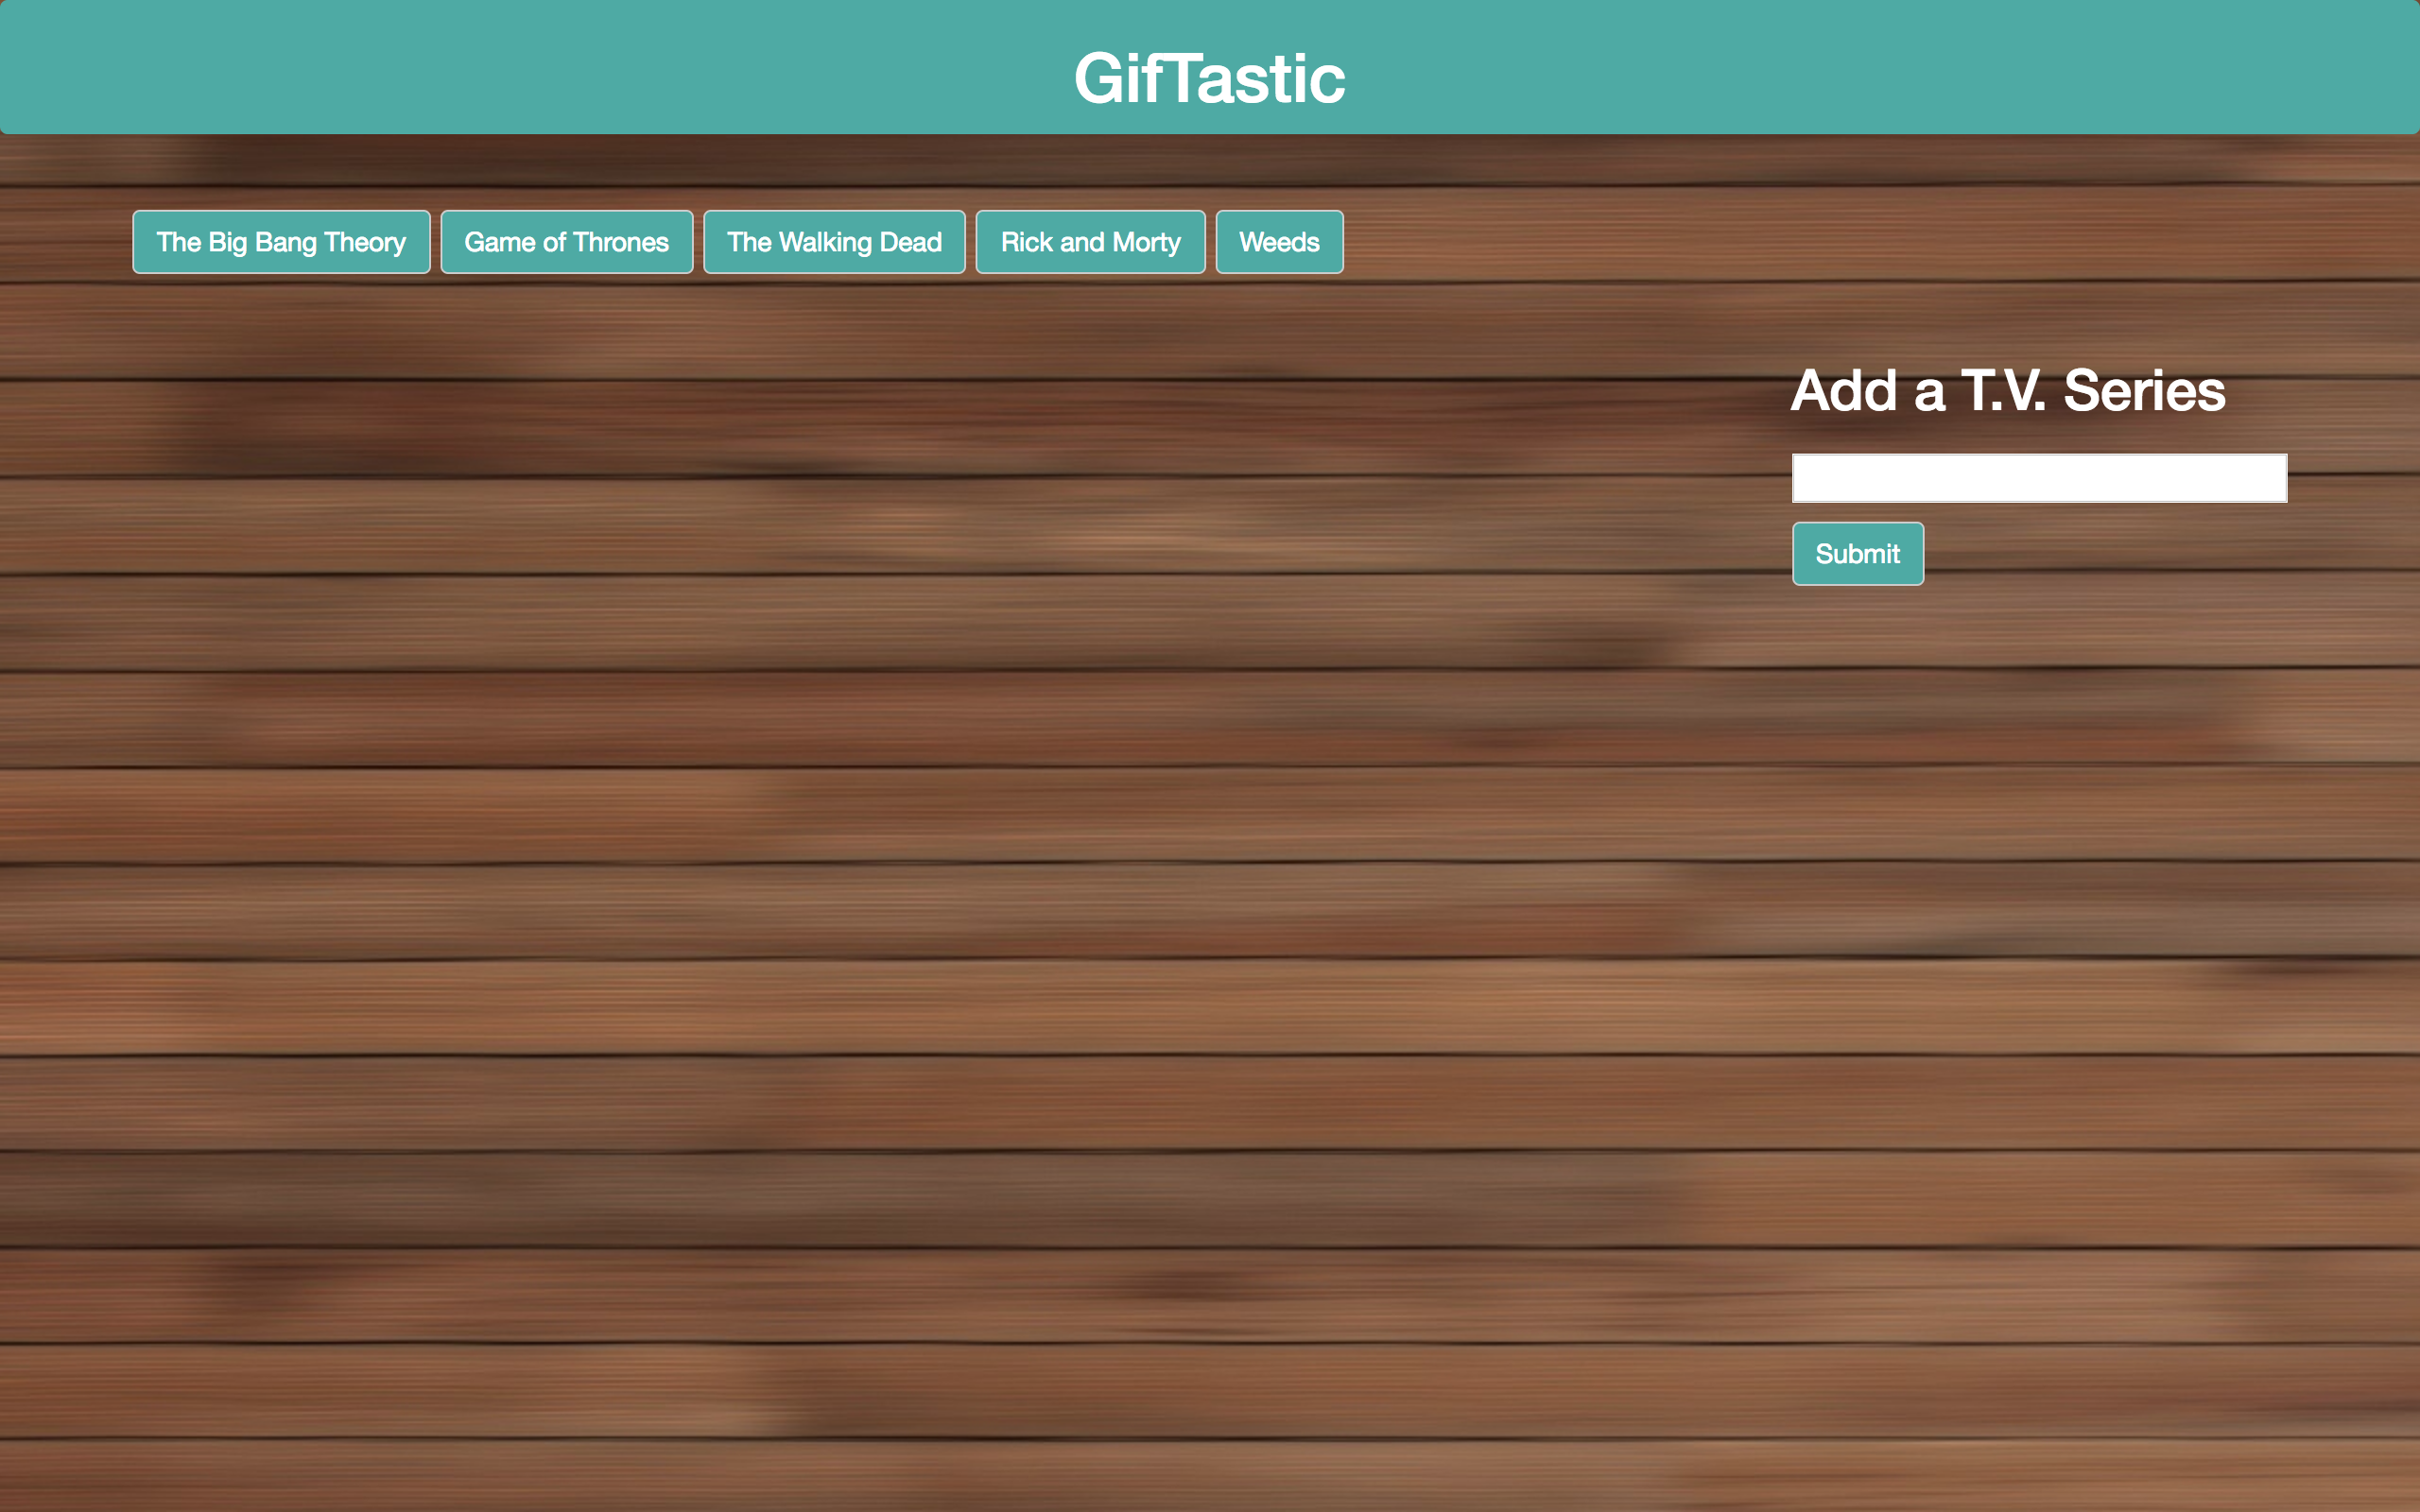 GifTastic
The Big Bang Theory Game of Thrones The Walking Dead Rick and Morty Weeds
Add a T.V. Series
Submit